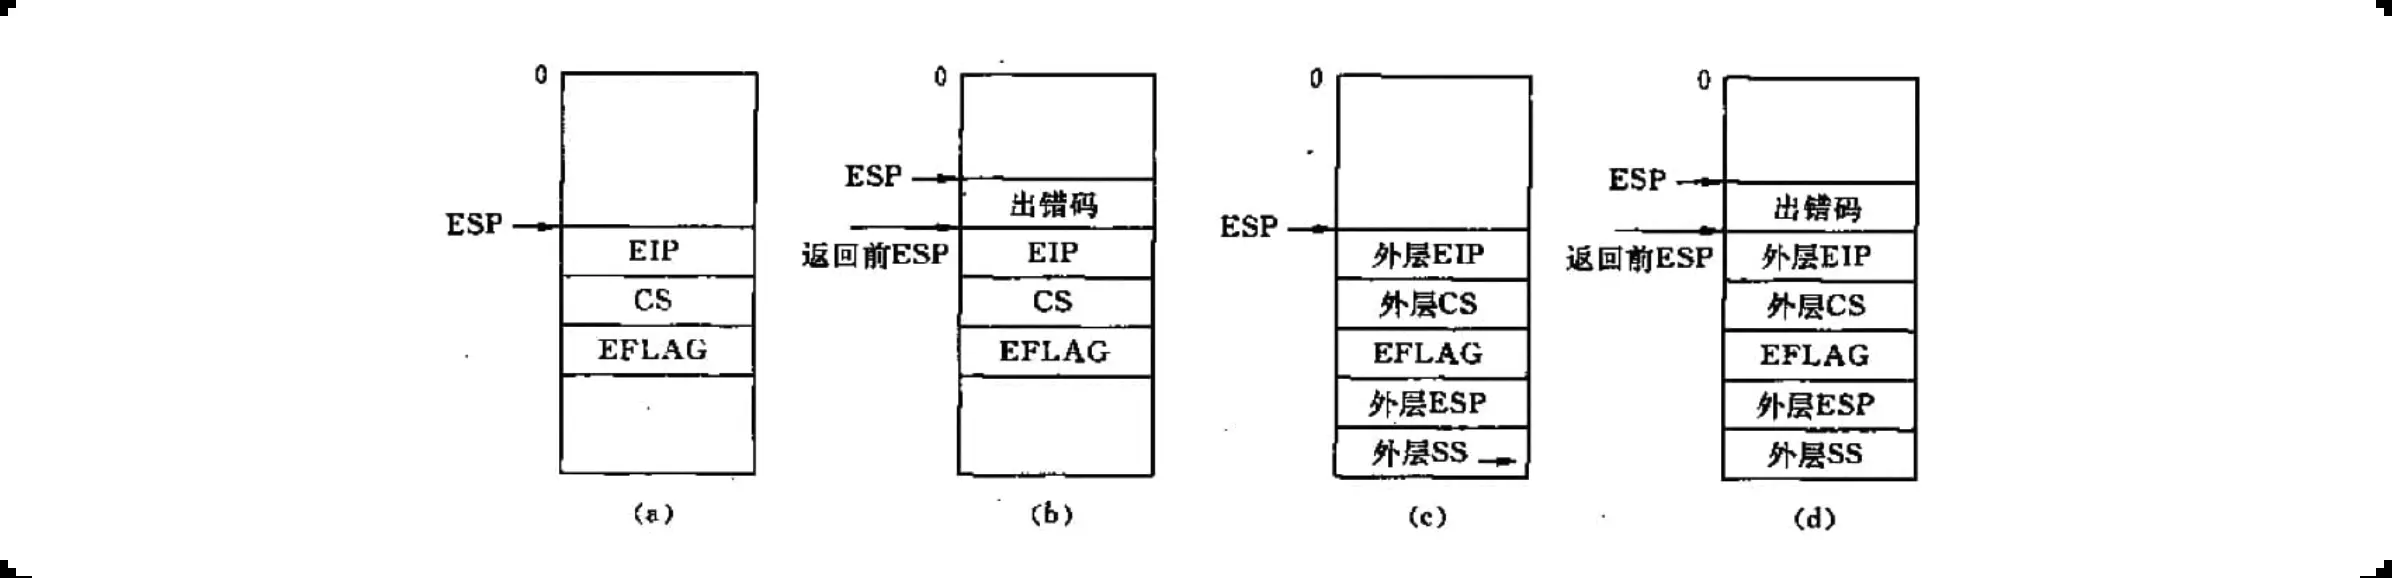 0
ESP
EIP
CS
EFLAG
(a)
0
ESP
出错码
返回前ESP
EIP
CS
EFLAG
(b)
0
ESP
外层EIP
外层CS
EFLAG
外层ESP
外层SS
(c)
0
ESP
出错码
返回前ESP
外层EIP
外层CS
EFLAG
外层ESP
外层SS
(d)